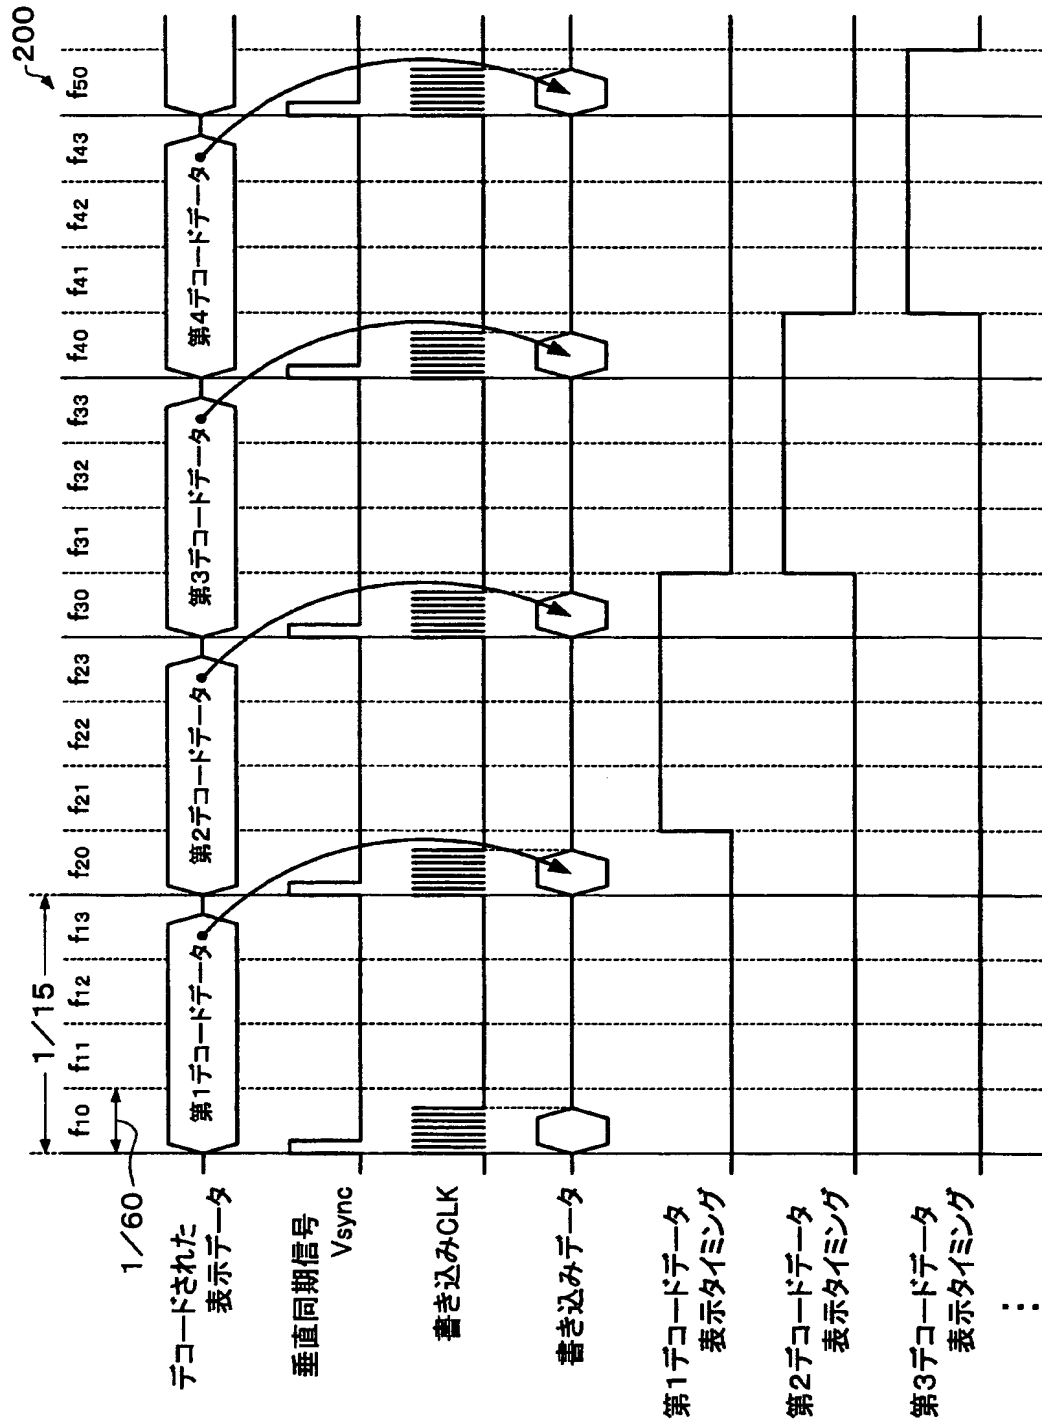 200
1/15
1/60
f10 f11 f12 f13 f20 f21 f22 f23 f30 f31 f32 f33 f40 f41 f42 f43 f50
デコードされた
表示データ
第1デコードデータ 第2デコードデータ 第3デコードデータ 第4デコードデータ
垂直同期信号
Vsync
書き込みCLK
書き込みデータ
第1デコードデータ
表示タイミング
第2デコードデータ
表示タイミング
第3デコードデータ
表示タイミング
⋮